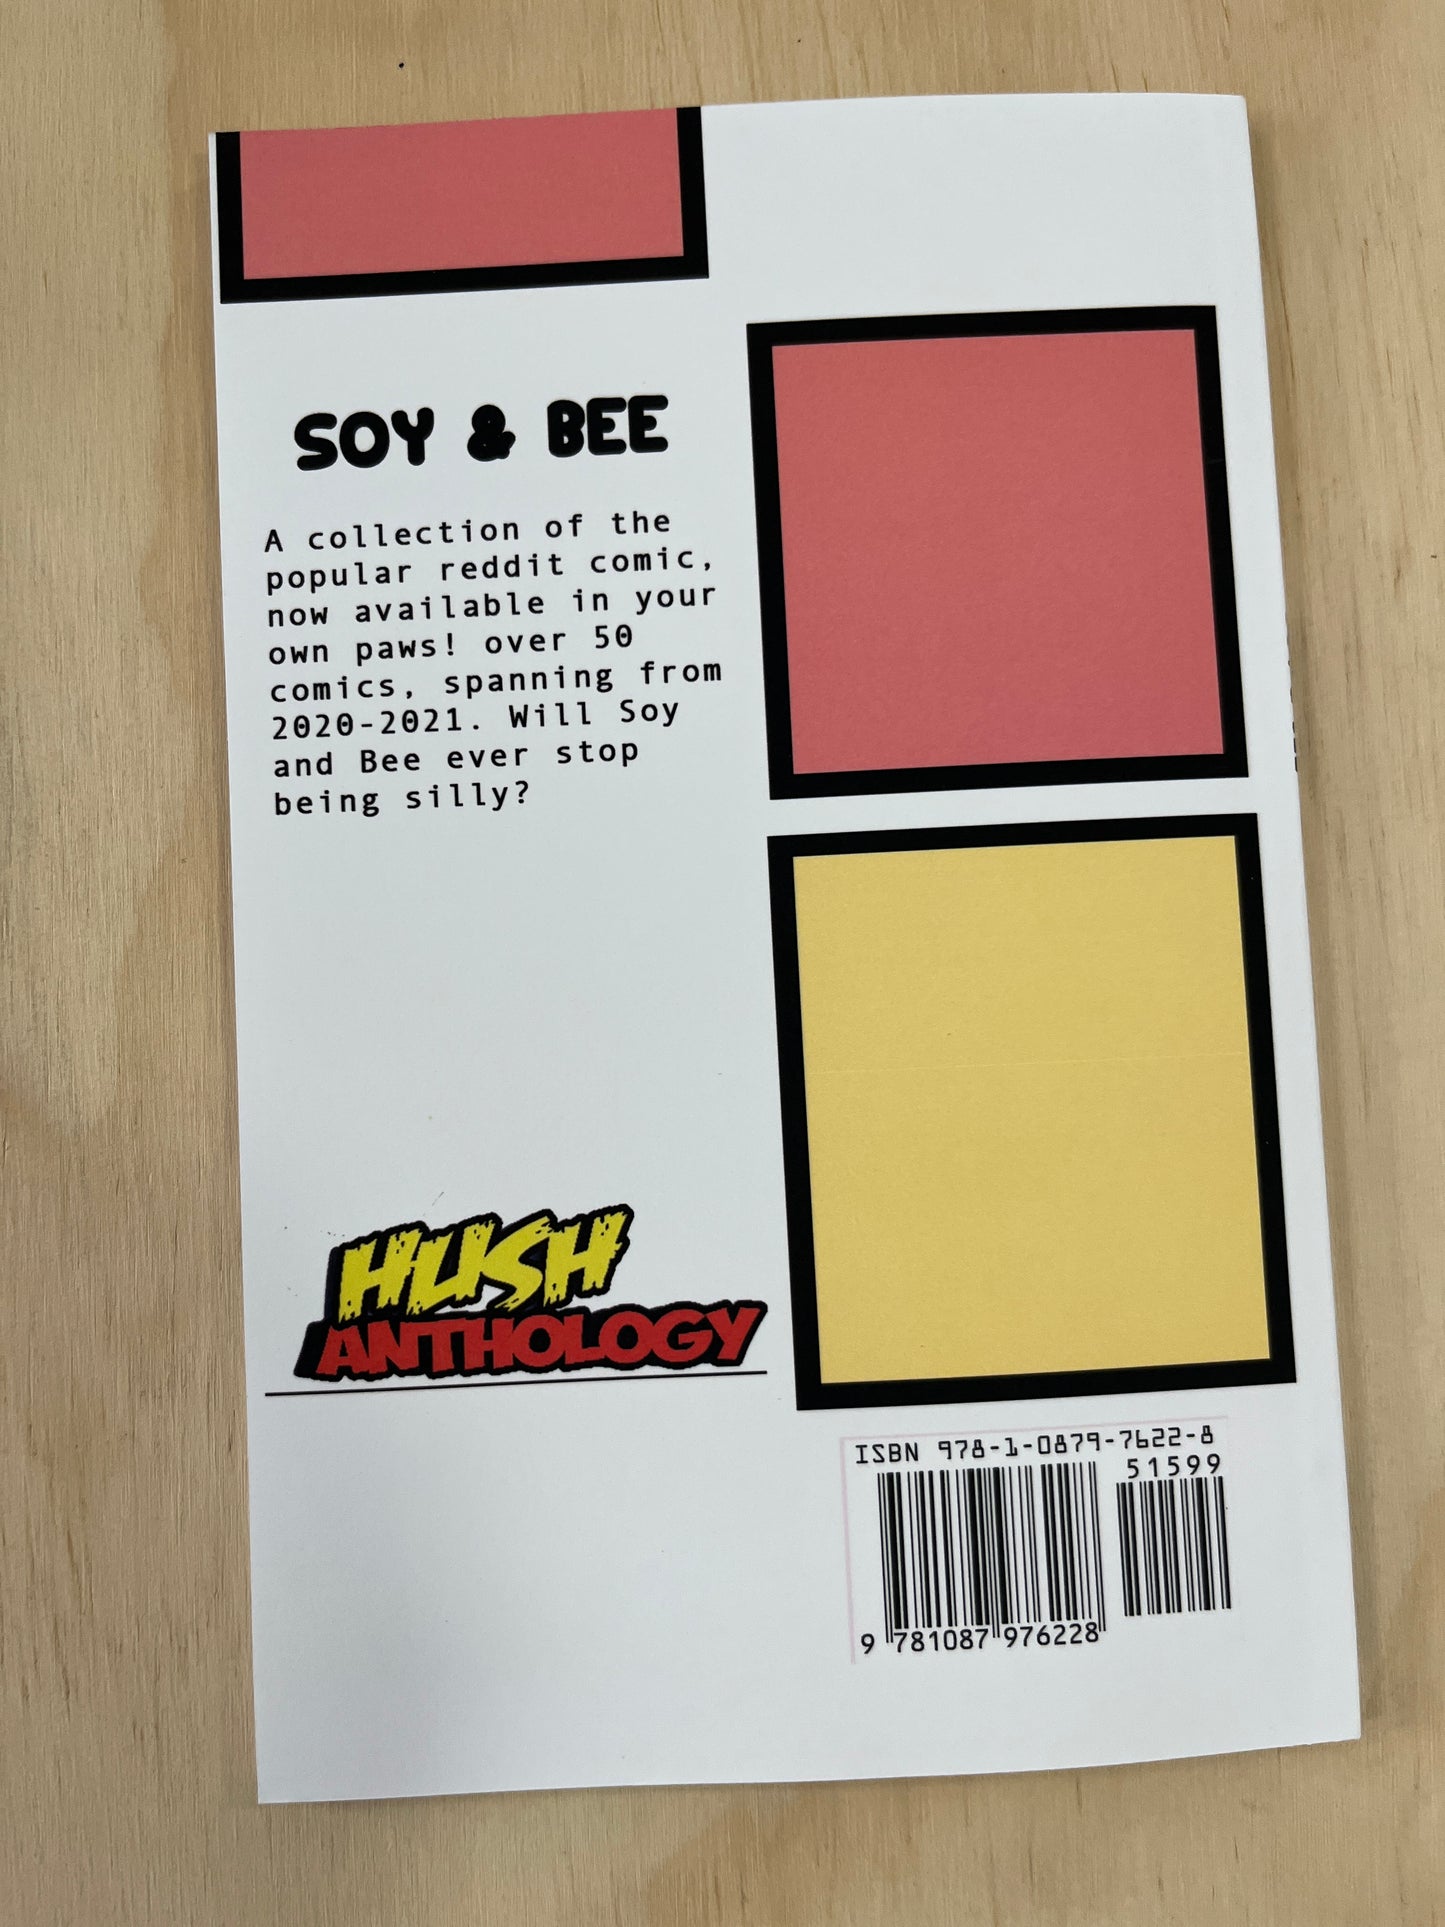 SOY & BEE
A collection of the
popular reddit comic,
now available in your
own paws! over 50
comics, spanning from
2020-2021. Will Soy
and Bee ever stop
being silly?
HUSH
ANTHOLOGY
ISBN 978-1-0879-7622-8
51599
9 781087 976228